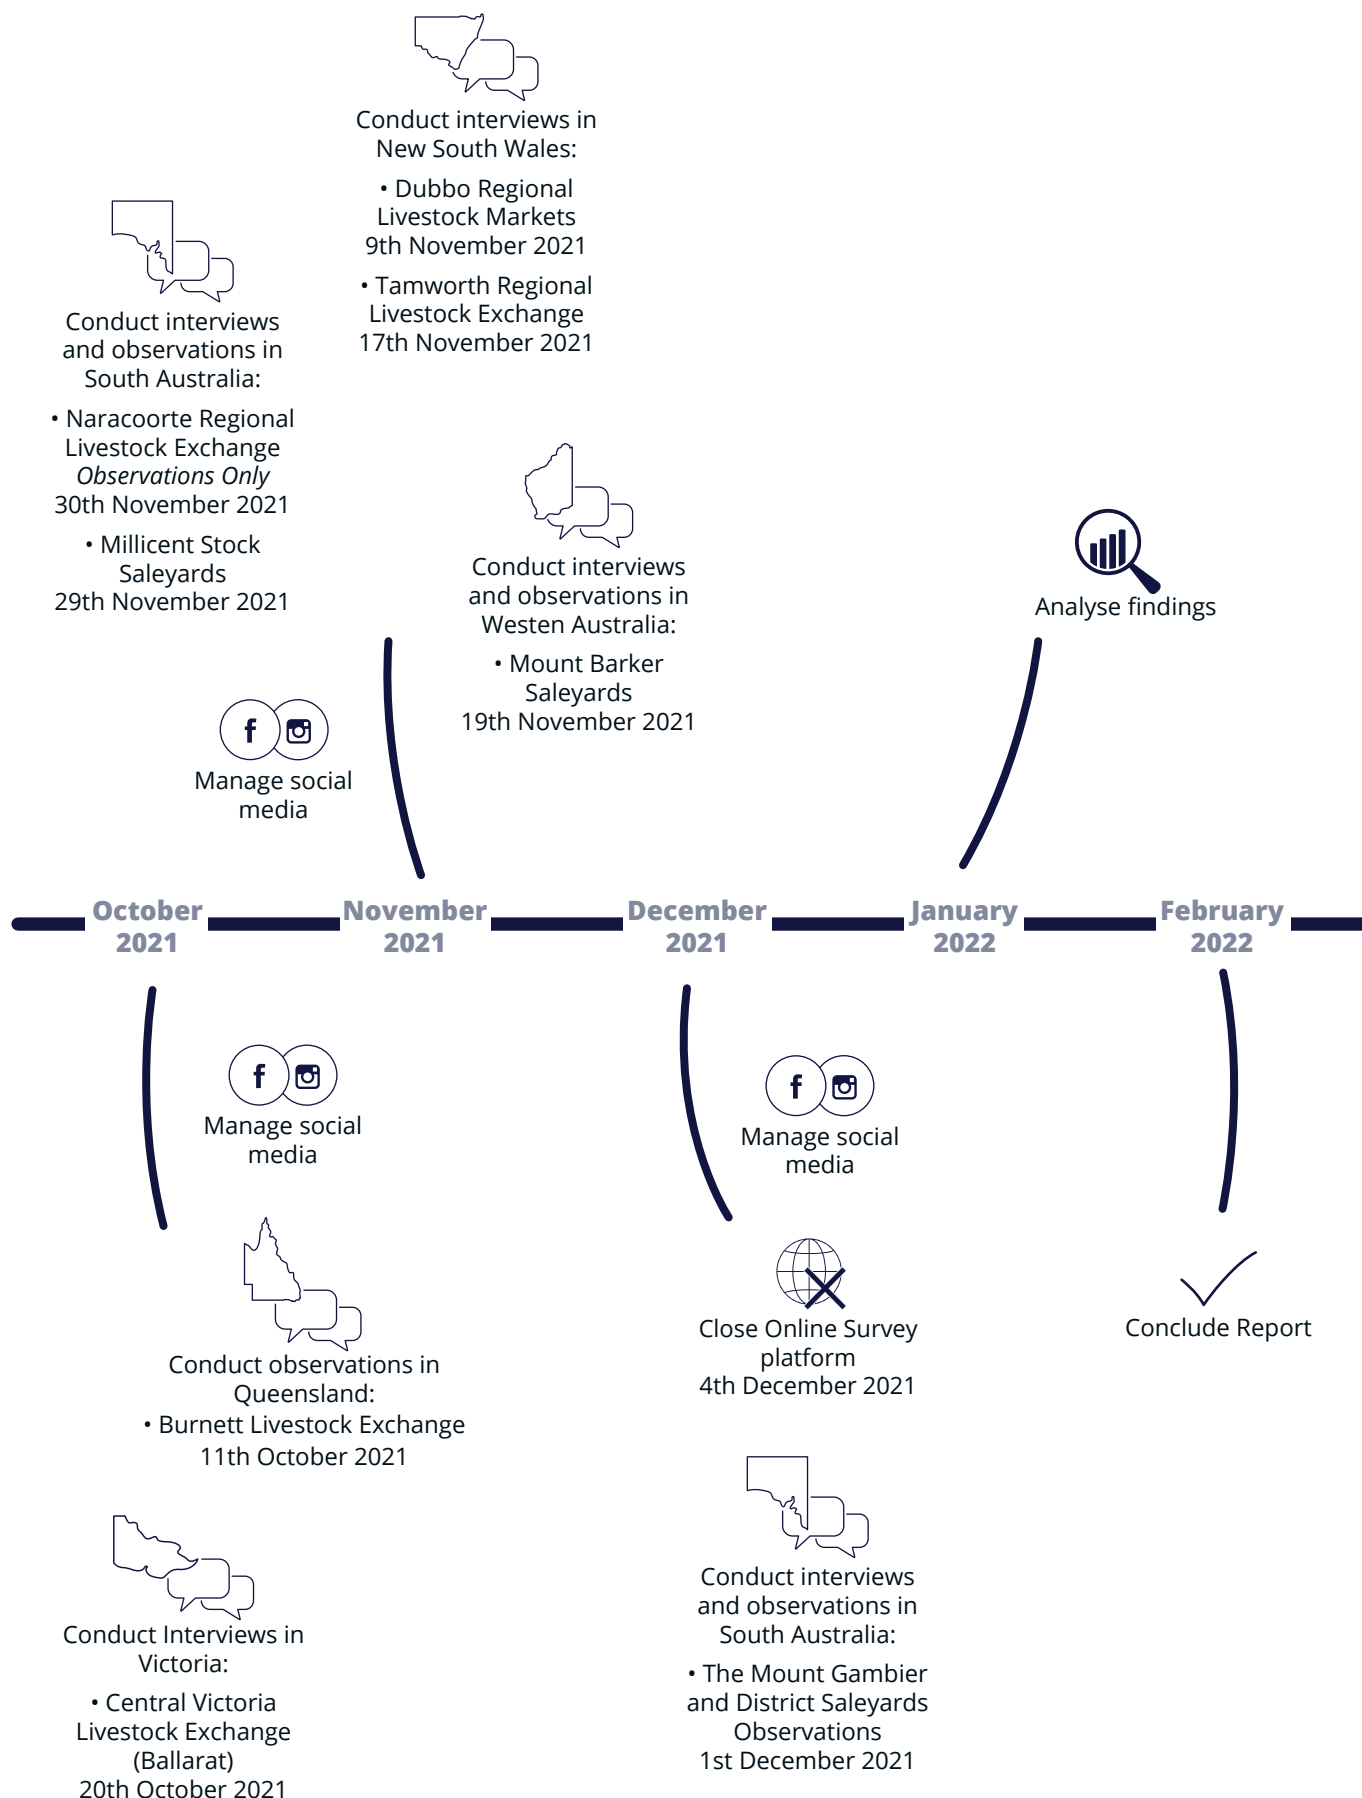 Conduct interviews in
New South Wales:
• Dubbo Regional
Livestock Markets
9th November 2021
• Tamworth Regional
Livestock Exchange
17th November 2021
Conduct interviews
and observations in
South Australia:
• Naracoorte Regional
Livestock Exchange
Observations Only
30th November 2021
• Millicent Stock
Saleyards
29th November 2021
Conduct interviews
and observations in
Westen Australia:
• Mount Barker
Saleyards
19th November 2021
Analyse findings
Manage social
media
October
2021
November
2021
December
2021
January
2022
February
2022
Manage social
media
Conduct observations in
Queensland:
• Burnett Livestock Exchange
11th October 2021
Conduct Interviews in
Victoria:
• Central Victoria
Livestock Exchange
(Ballarat)
20th October 2021
Manage social
media
Close Online Survey
platform
4th December 2021
Conduct interviews
and observations in
South Australia:
• The Mount Gambier
and District Saleyards
Observations
1st December 2021
Conclude Report